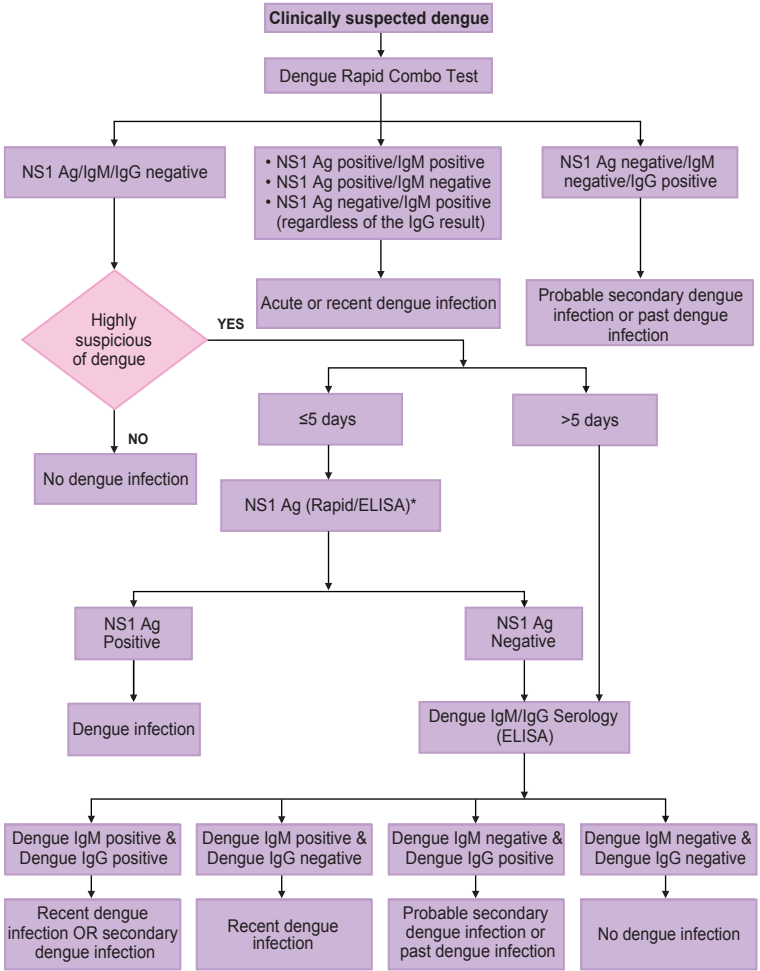 Clinically suspected dengue
Dengue Rapid Combo Test
NS1 Ag/IgM/IgG negative
• NS1 Ag positive/IgM positive
• NS1 Ag positive/IgM negative
• NS1 Ag negative/IgM positive
(regardless of the IgG result)
NS1 Ag negative/IgM
negative/IgG positive
Acute or recent dengue infection
Probable secondary dengue
infection or past dengue
infection
Highly
suspicious
of dengue
YES
NO
No dengue infection
≤5 days
>5 days
NS1 Ag (Rapid/ELISA)*
NS1 Ag
Positive
NS1 Ag
Negative
Dengue infection
Dengue IgM/IgG Serology
(ELISA)
Dengue IgM positive &
Dengue IgG positive
Dengue IgM positive &
Dengue IgG negative
Dengue IgM negative &
Dengue IgG positive
Dengue IgM negative &
Dengue IgG negative
Recent dengue
infection OR secondary
dengue infection
Recent dengue
infection
Probable secondary
dengue infection or
past dengue infection
No dengue infection